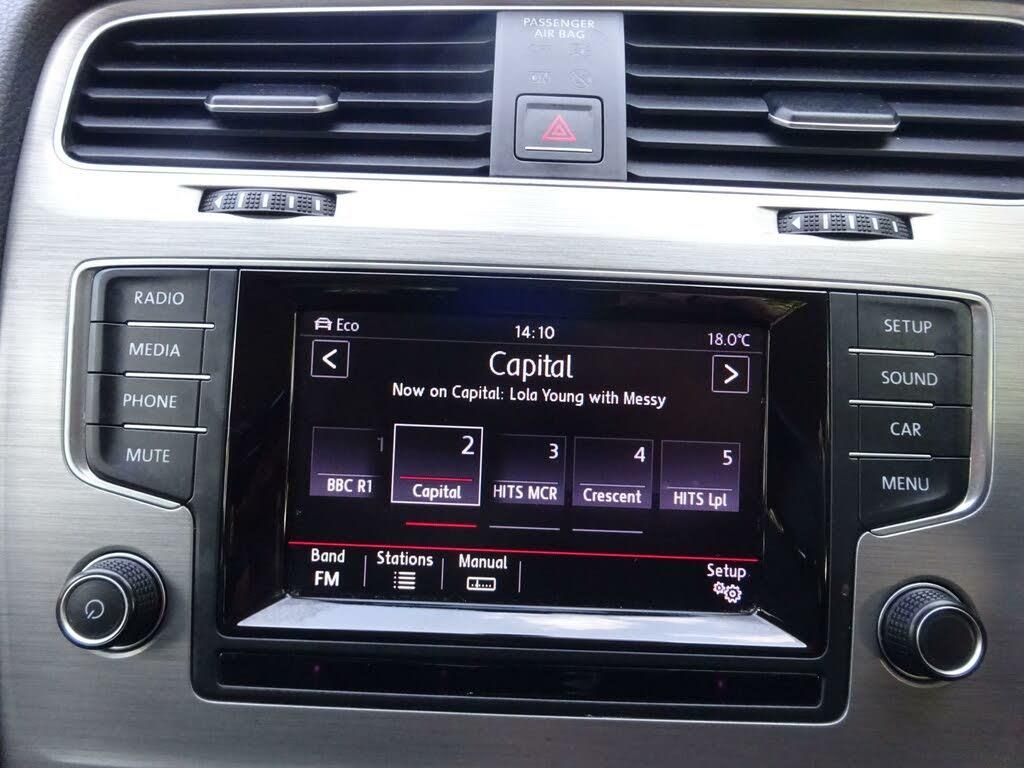 PASSENGER
AIR BAG
OFF
ON
RADIO
MEDIA
PHONE
MUTE
Eco
14:10
18.0°C
<
Capital
>
Now on Capital: Lola Young with Messy
1
BBC R1
2
Capital
3
HITS MCR
4
Crescent
5
HITS Lpl
Band
FM
Stations
Manual
Setup
SETUP
SOUND
CAR
MENU